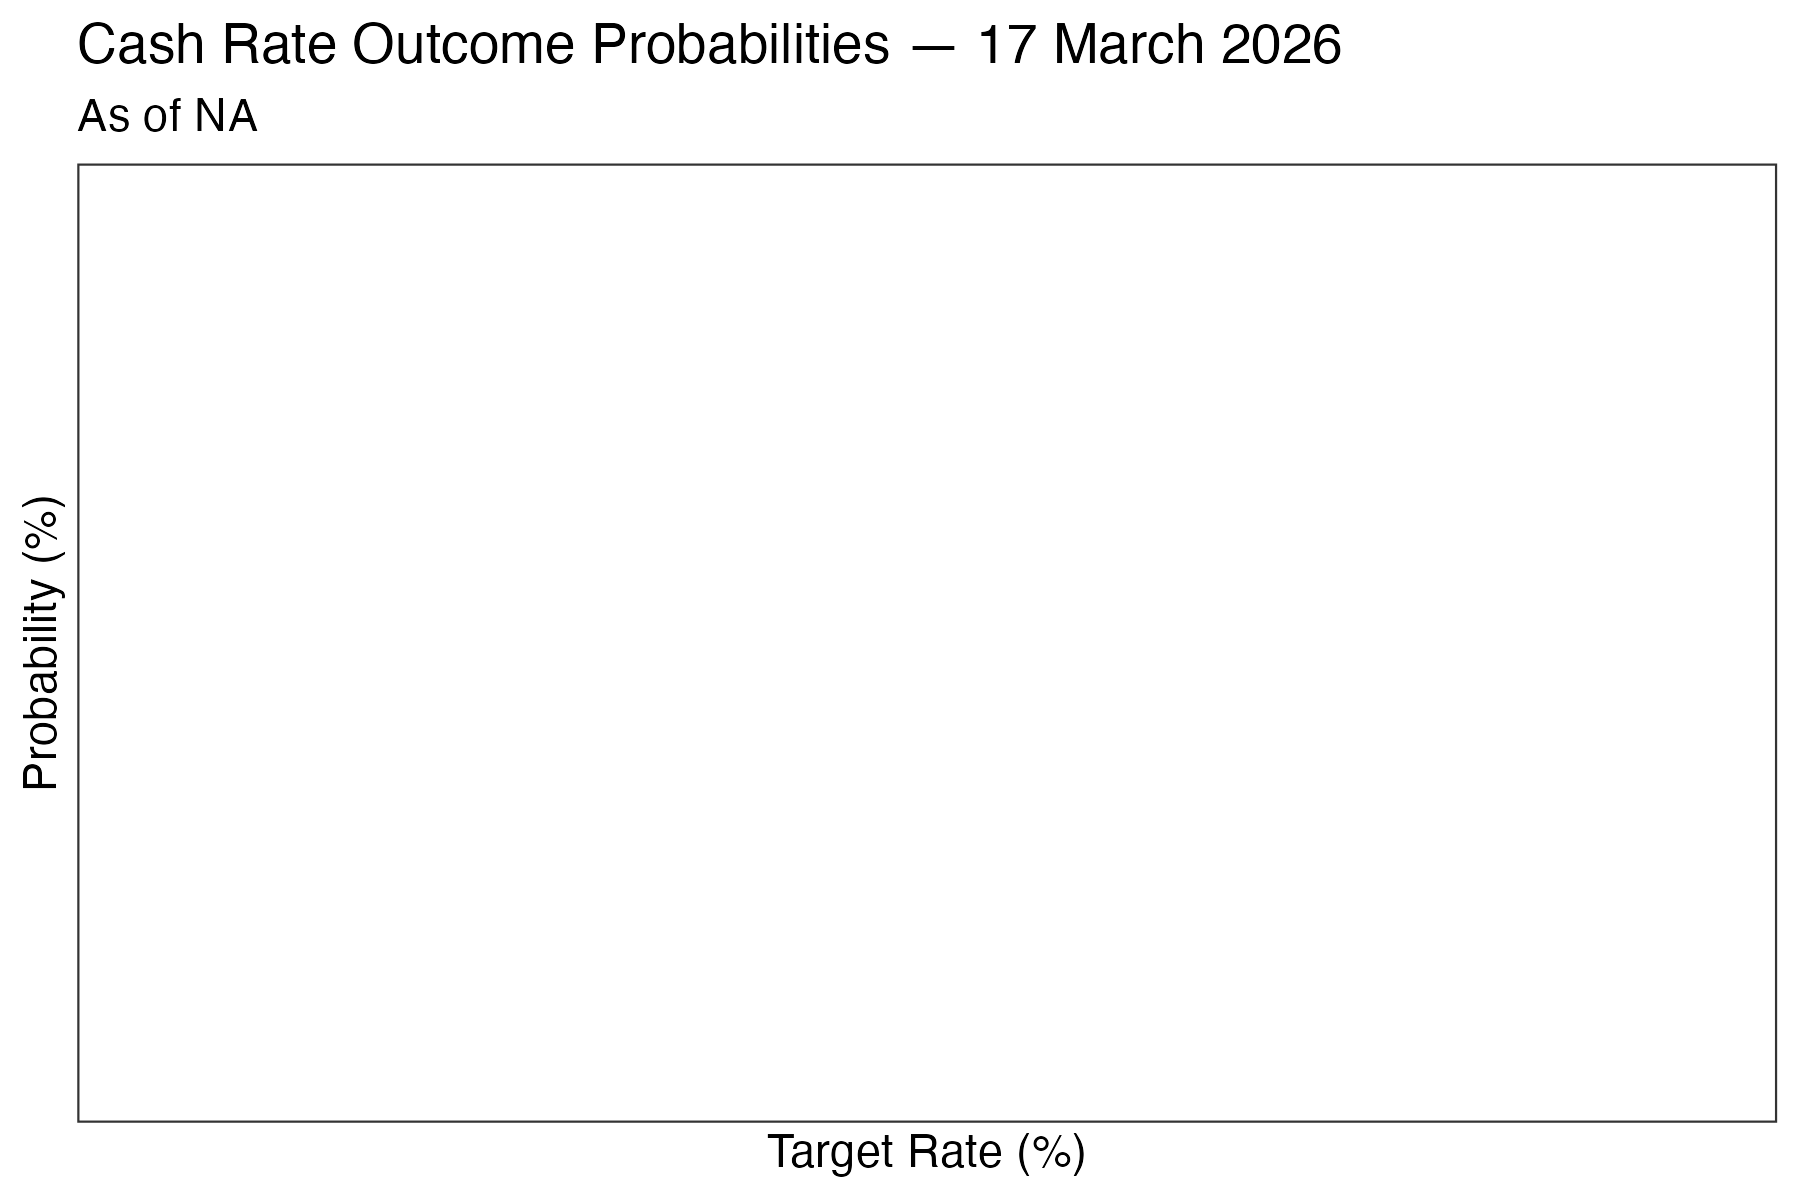 Cash Rate Outcome Probabilities — 17 March 2026
As of NA
Probability (%)
Target Rate (%)